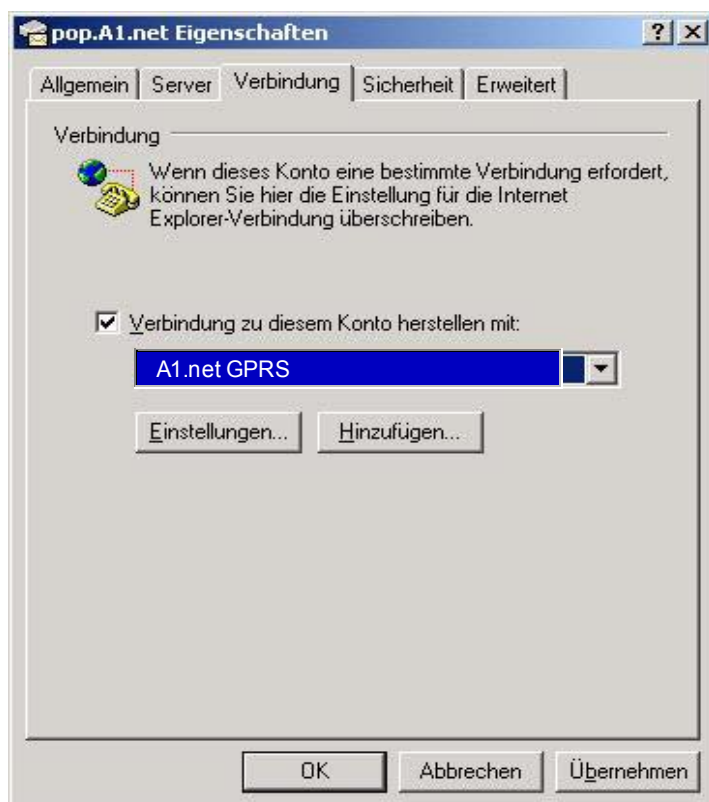 pop.A1.net Eigenschaften
Allgemein Server Verbindung Sicherheit Erweitert
Verbindung
Wenn dieses Konto eine bestimmte Verbindung erfordert,
können Sie hier die Einstellung für die Internet
Explorer-Verbindung überschreiben.
Verbindung zu diesem Konto herstellen mit:
A1.net GPRS
Einstellungen... Hinzufügen...
OK Abbrechen Übernehmen